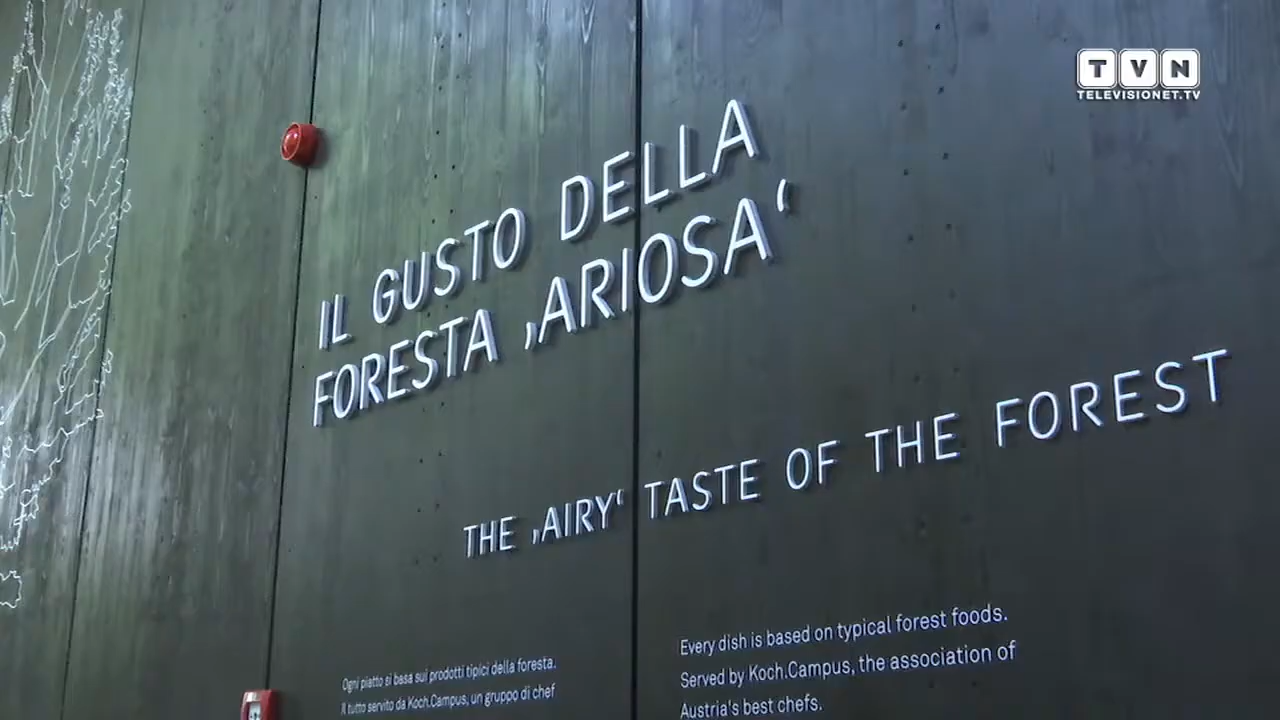 TVN
TELEVISIONET.TV
IL GUSTO DELLA
FORESTA ‚ARIOSA‘
THE ‚AIRY‘ TASTE OF THE FOREST
Ogni piatto si basa sui prodotti tipici della foresta.
Il tutto servito da Koch.Campus, un gruppo di chef
Every dish is based on typical forest foods.
Served by Koch.Campus, the association of
Austria's best chefs.